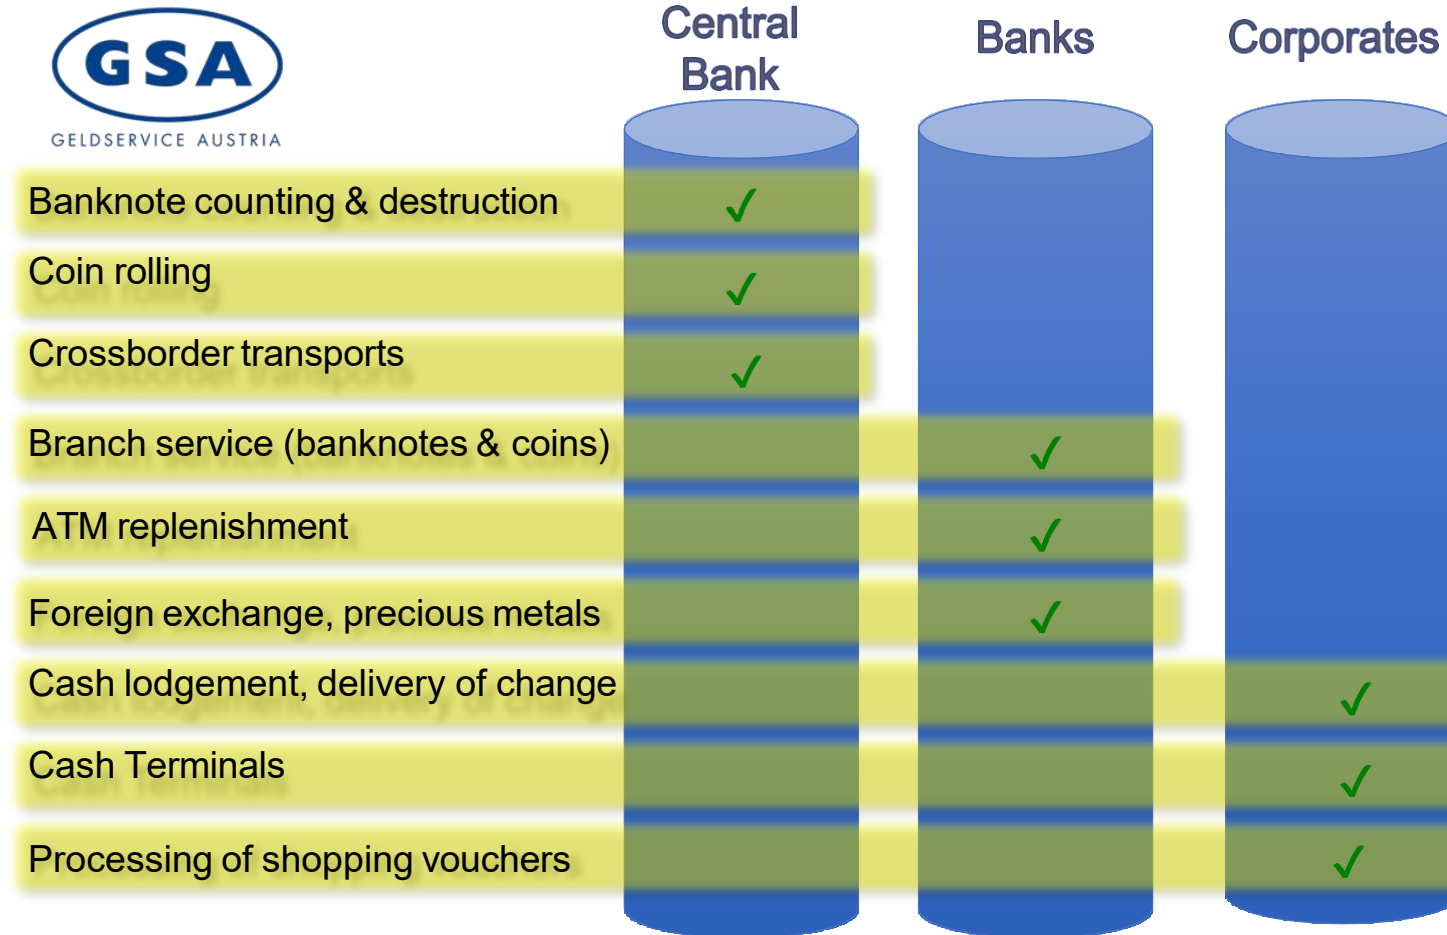 GSA
GELDSERVICE AUSTRIA
Central
Bank
Banks
Corporates
Banknote counting & destruction ✓
Coin rolling ✓
Crossborder transports ✓
Branch service (banknotes & coins) ✓
ATM replenishment ✓
Foreign exchange, precious metals ✓
Cash lodgement, delivery of change ✓
Cash Terminals ✓
Processing of shopping vouchers ✓